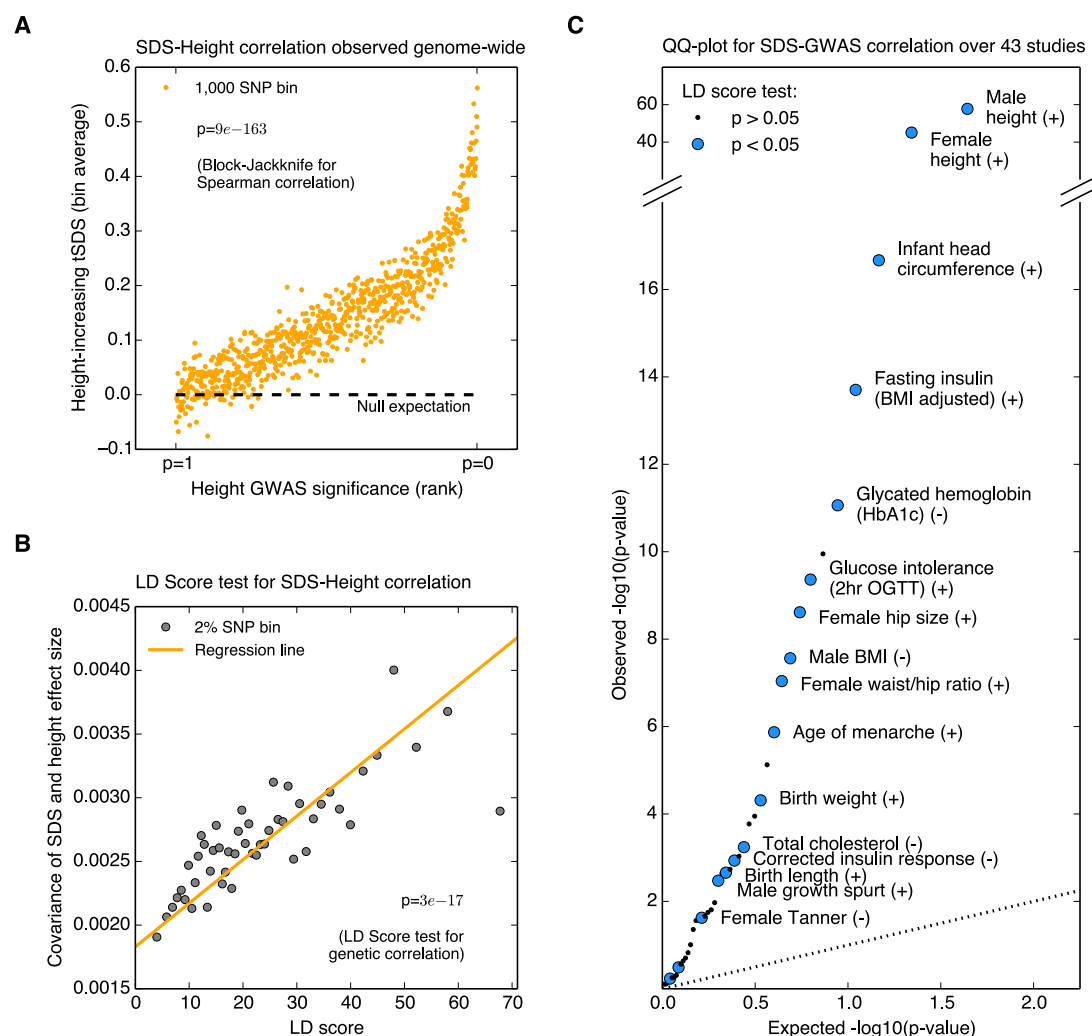 A
SDS-Height correlation observed genome-wide
0.6
0.5
0.4
0.3
0.2
0.1
0.0
−0.1
Height-increasing tSDS (bin average)
1,000 SNP bin
p=9e−163
(Block-Jackknife for
Spearman correlation)
Null expectation
p=1
p=0
Height GWAS significance (rank)
B
LD Score test for SDS-Height correlation
0.0045
0.0040
0.0035
0.0030
0.0025
0.0020
0.0015
Covariance of SDS and height effect size
2% SNP bin
Regression line
p=3e−17
(LD Score test for
genetic correlation)
0
10
20
30
40
50
60
70
LD score
C
QQ-plot for SDS-GWAS correlation over 43 studies
LD score test:
p > 0.05
p < 0.05
60
40
16
14
12
10
8
6
4
2
Observed -log10(p-value)
Male
height (+)
Female
height (+)
Infant head
circumference (+)
Fasting insulin
(BMI adjusted) (+)
Glycated hemoglobin
(HbA1c) (-)
Glucose intolerance
(2hr OGTT) (+)
Female hip size (+)
Male BMI (-)
Female waist/hip ratio (+)
Age of menarche (+)
Birth weight (+)
Total cholesterol (-)
Corrected insulin response (-)
Birth length (+)
Male growth spurt (+)
Female Tanner (-)
0.0
0.5
1.0
1.5
2.0
Expected -log10(p-value)